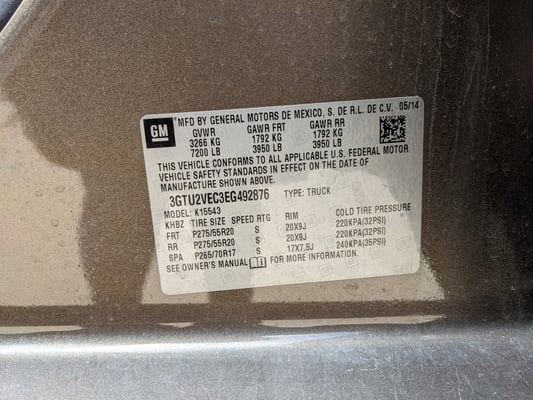 GM
MFD BY GENERAL MOTORS DE MEXICO, S. DE R.L. DE C.V. 05/14
GVWR GAWR FRT GAWR RR
3266 KG 1792 KG 1792 KG
7200 LB 3950 LB 3950 LB
THIS VEHICLE CONFORMS TO ALL APPLICABLE U.S. FEDERAL MOTOR
VEHICLE SAFETY STANDARDS IN EFFECT ON THE DATE OF
MANUFACTURE SHOWN ABOVE.
3GTU2VEC3EG492876 TYPE: TRUCK
MODEL: K15543
KHBZ TIRE SIZE SPEED RTG RIM COLD TIRE PRESSURE
FRT P275/55R20 S 20X9J 220KPA(32PSI)
RR P275/55R20 S 20X9J 220KPA(32PSI)
SPA P265/70R17 S 17X7.5J 240KPA(35PSI)
SEE OWNER'S MANUAL FOR MORE INFORMATION.